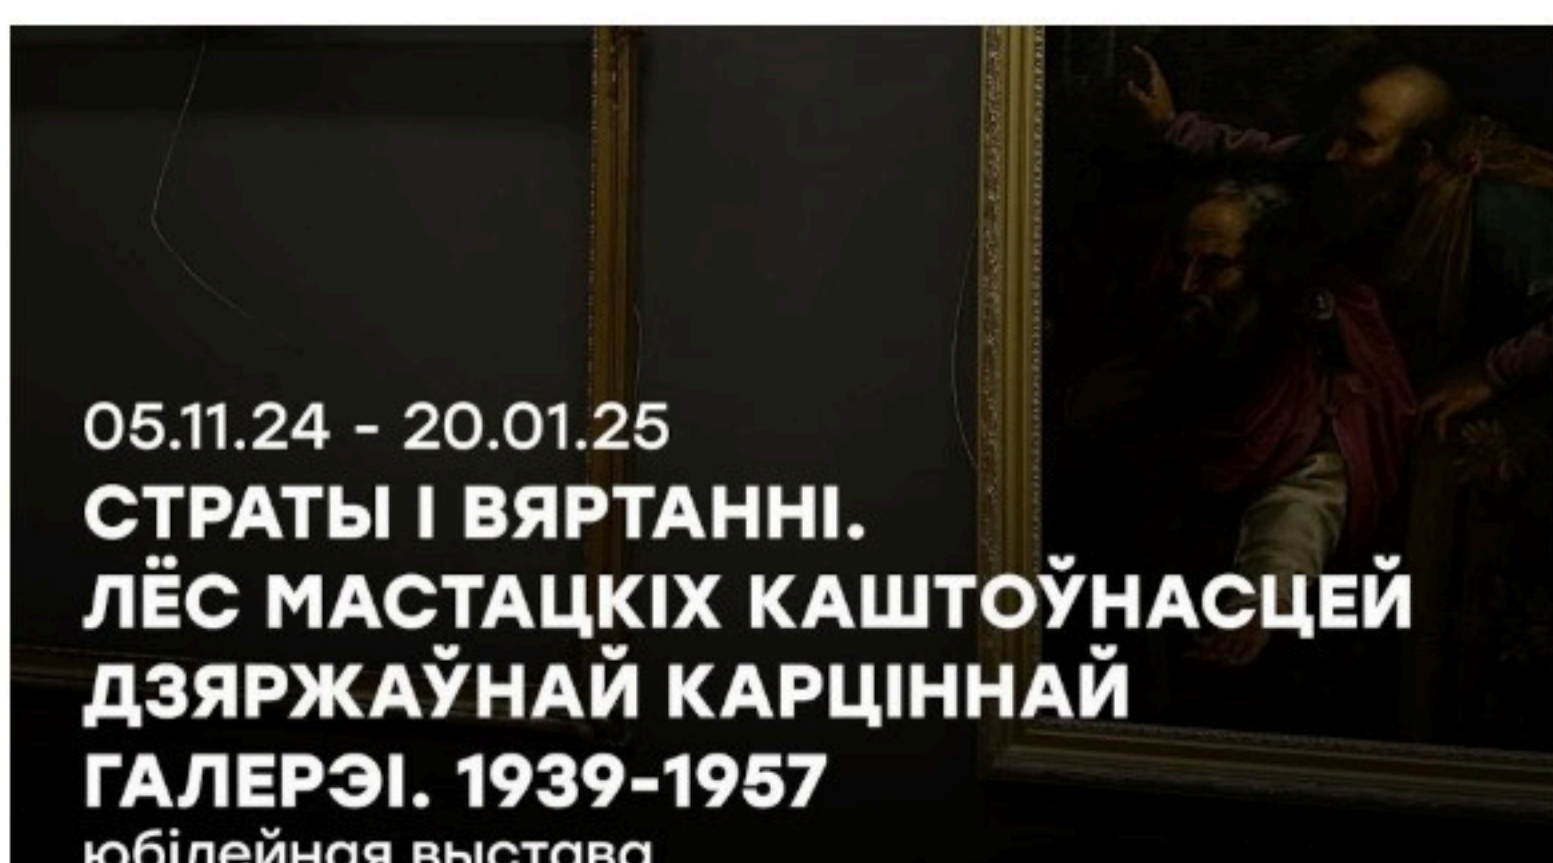 05.11.24 - 20.01.25
СТРАТЫ І ВЯРТАННІ.
ЛЁС МАСТАЦКІХ КАШТОЎНАСЦЕЙ
ДЗЯРЖАЎНАЙ КАРЦІННАЙ
ГАЛЕРЭІ. 1939-1957
юбілейная выстава